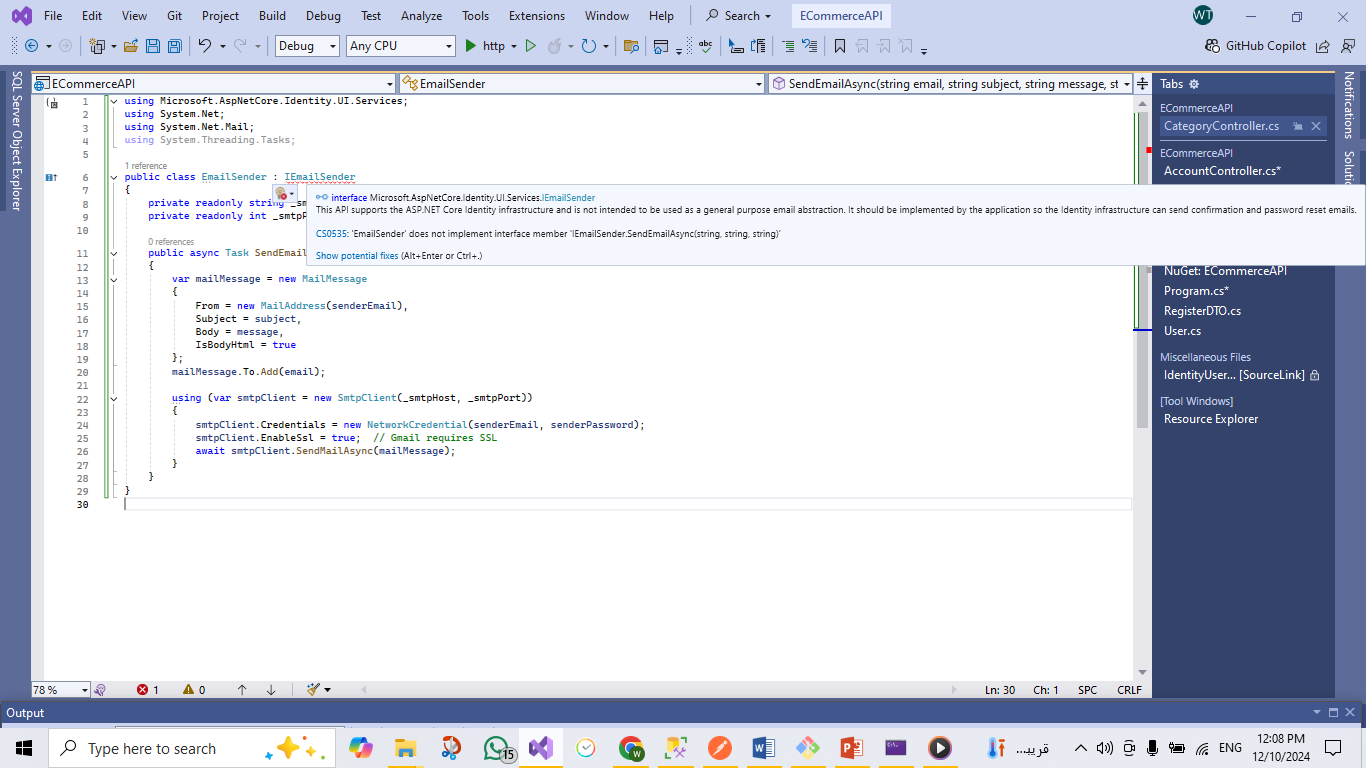 File Edit View Git Project Build Debug Test Analyze Tools Extensions Window Help Search ECommerceAPI WT
Debug Any CPU http GitHub Copilot
SQL Server Object Explorer
ECommerceAPI EmailSender SendEmailAsync(string email, string subject, string message, st
1 using Microsoft.AspNetCore.Identity.UI.Services;
2 using System.Net;
3 using System.Net.Mail;
4 using System.Threading.Tasks;
5
1 reference
6 public class EmailSender : IEmailSender
7 {
8 private readonly string _sm
9 private readonly int _smtpP
10
0 references
11 public async Task SendEmail
12 {
13 var mailMessage = new MailMessage
14 {
15 From = new MailAddress(senderEmail),
16 Subject = subject,
17 Body = message,
18 IsBodyHtml = true
19 };
20 mailMessage.To.Add(email);
21
22 using (var smtpClient = new SmtpClient(_smtpHost, _smtpPort))
23 {
24 smtpClient.Credentials = new NetworkCredential(senderEmail, senderPassword);
25 smtpClient.EnableSsl = true; // Gmail requires SSL
26 await smtpClient.SendMailAsync(mailMessage);
27 }
28 }
29 }
30
interface Microsoft.AspNetCore.Identity.UI.Services.IEmailSender
This API supports the ASP.NET Core Identity infrastructure and is not intended to be used as a general purpose email abstraction. It should be implemented by the application so the Identity infrastructure can send confirmation and password reset emails.
CS0535: 'EmailSender' does not implement interface member 'IEmailSender.SendEmailAsync(string, string, string)'
Show potential fixes (Alt+Enter or Ctrl+.)
Tabs
ECommerceAPI
CategoryController.cs
ECommerceAPI
AccountController.cs*
NuGet: ECommerceAPI
Program.cs*
RegisterDTO.cs
User.cs
Miscellaneous Files
IdentityUser... [SourceLink]
[Tool Windows]
Resource Explorer
Notifications
Soluti
78 % 1 0 Ln: 30 Ch: 1 SPC CRLF
Output
Type here to search 15 W قريبـ... ENG 12:08 PM
12/10/2024